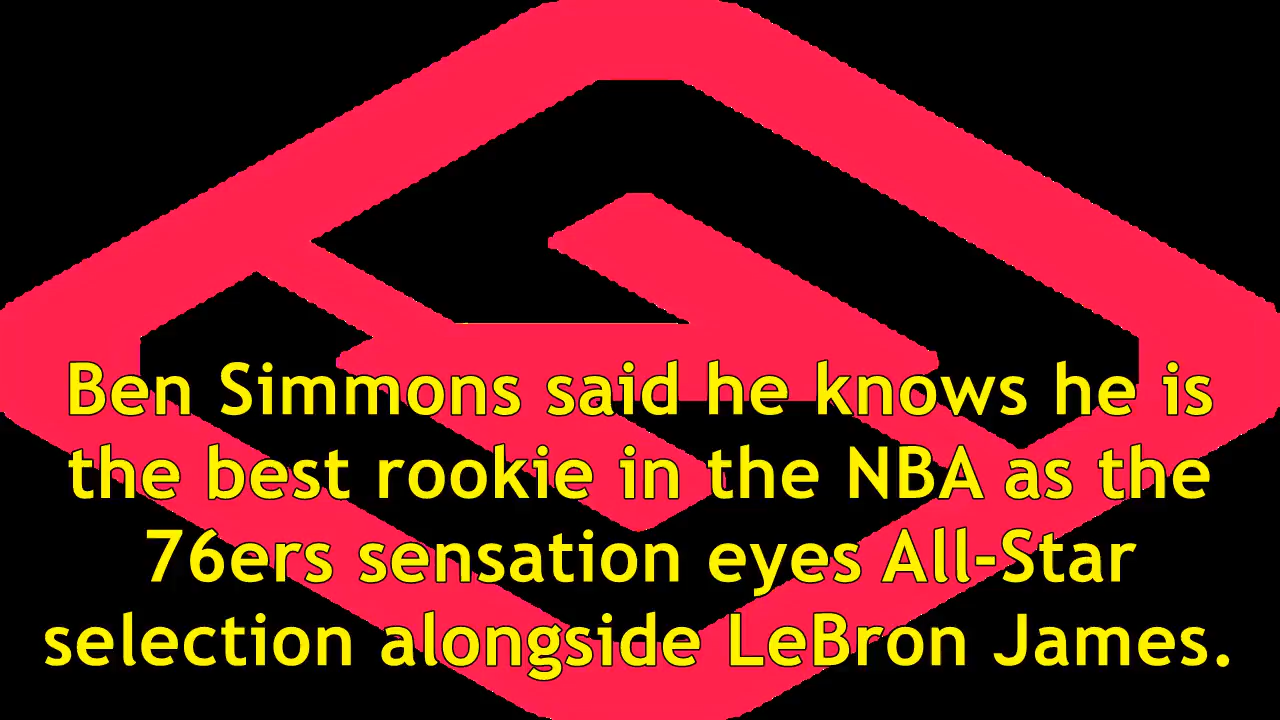 Ben Simmons said he knows he is
the best rookie in the NBA as the
76ers sensation eyes All-Star
selection alongside LeBron James.